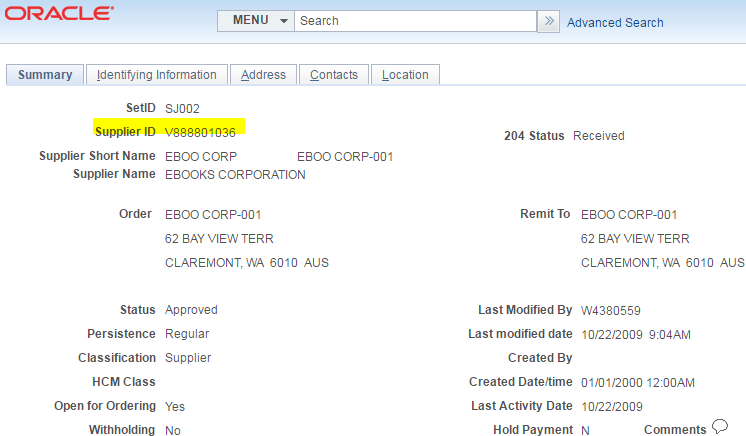 ORACLE®
MENU Search Advanced Search
Summary Identifying Information Address Contacts Location
SetID SJ002
Supplier ID V888801036
204 Status Received
Supplier Short Name EBOO CORP EBOO CORP-001
Supplier Name EBOOKS CORPORATION
Order EBOO CORP-001 Remit To EBOO CORP-001
62 BAY VIEW TERR 62 BAY VIEW TERR
CLAREMONT, WA 6010 AUS CLAREMONT, WA 6010 AUS
Status Approved Last Modified By W4380559
Persistence Regular Last modified date 10/22/2009 9:04AM
Classification Supplier Created By
HCM Class Created Date/time 01/01/2000 12:00AM
Open for Ordering Yes Last Activity Date 10/22/2009
Withholding No Hold Payment N Comments